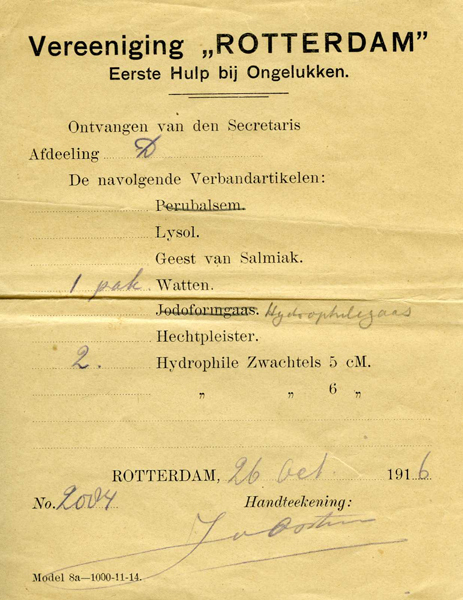 Vereeniging „ROTTERDAM”
Eerste Hulp bij Ongelukken.
Ontvangen van den Secretaris
Afdeeling D
De navolgende Verbandartikelen:
Perubalsem.
Lysol.
Geest van Salmiak.
1 pak Watten.
Jodoformgaas. Hydrophilegaas
Hechtpleister.
2. Hydrophile Zwachtels 5 cM.
„ „ 6 „
ROTTERDAM, 26 Oct 1916
No. 2004 Handteekening:
J v Oosten
Model 8a—1000-11-14.